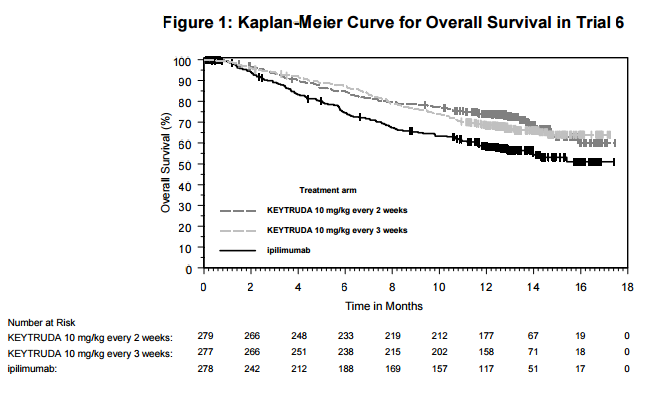 Figure 1: Kaplan-Meier Curve for Overall Survival in Trial 6
Overall Survival (%)
100
90
80
70
60
50
40
30
20
10
0
Treatment arm
KEYTRUDA 10 mg/kg every 2 weeks
KEYTRUDA 10 mg/kg every 3 weeks
ipilimumab
0 2 4 6 8 10 12 14 16 18
Time in Months
Number at Risk
KEYTRUDA 10 mg/kg every 2 weeks: 279 266 248 233 219 212 177 67 19 0
KEYTRUDA 10 mg/kg every 3 weeks: 277 266 251 238 215 202 158 71 18 0
ipilimumab: 278 242 212 188 169 157 117 51 17 0